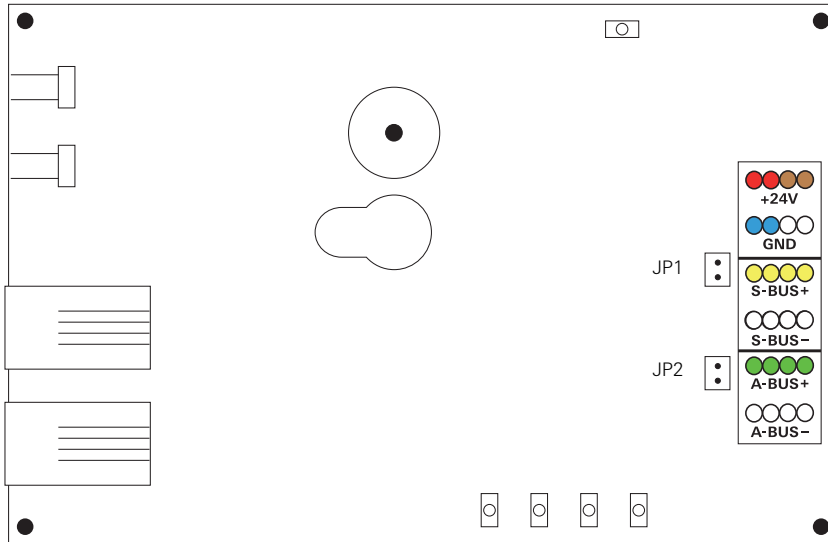 +24V
GND
JP1
S-BUS+
S-BUS−
JP2
A-BUS+
A-BUS−